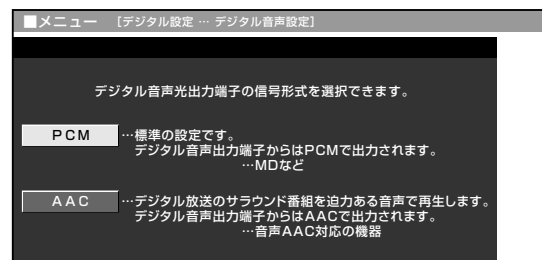 ■メニュー [デジタル設定 … デジタル音声設定]
デジタル音声光出力端子の信号形式を選択できます。
PCM …標準の設定です。
デジタル音声出力端子からはPCMで出力されます。
…MDなど
AAC …デジタル放送のサラウンド番組を迫力ある音声で再生します。
デジタル音声出力端子からはAACで出力されます。
…音声AAC対応の機器